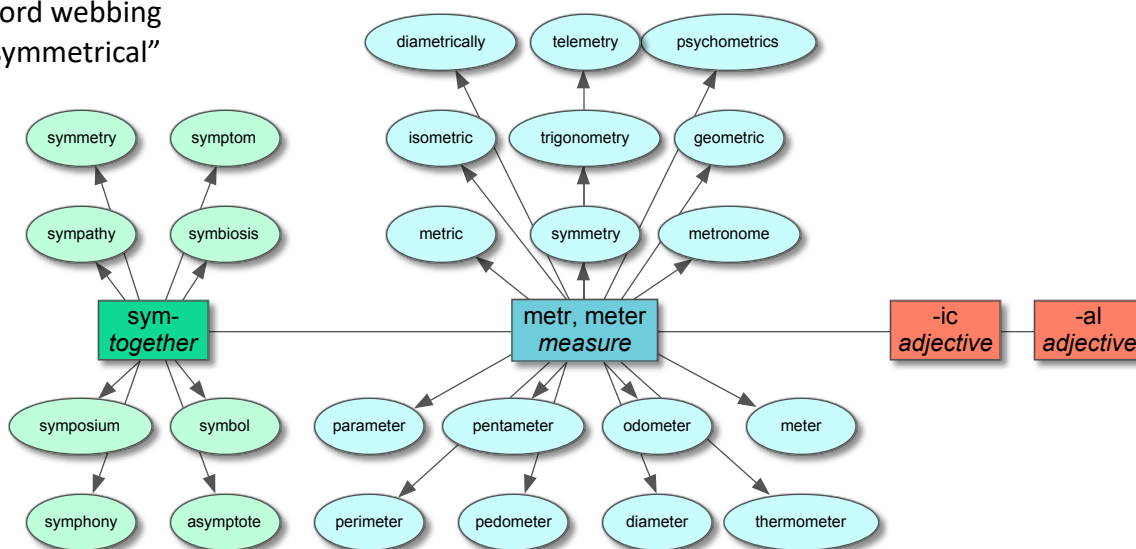 ord webbing
symmetrical”
diametrically telemetry psychometrics
symmetry symptom isometric trigonometry geometric
sympathy symbiosis metric symmetry metronome
sym- metr, meter -ic -al
together measure adjective adjective
symposium symbol parameter pentameter odometer meter
symphony asymptote perimeter pedometer diameter thermometer